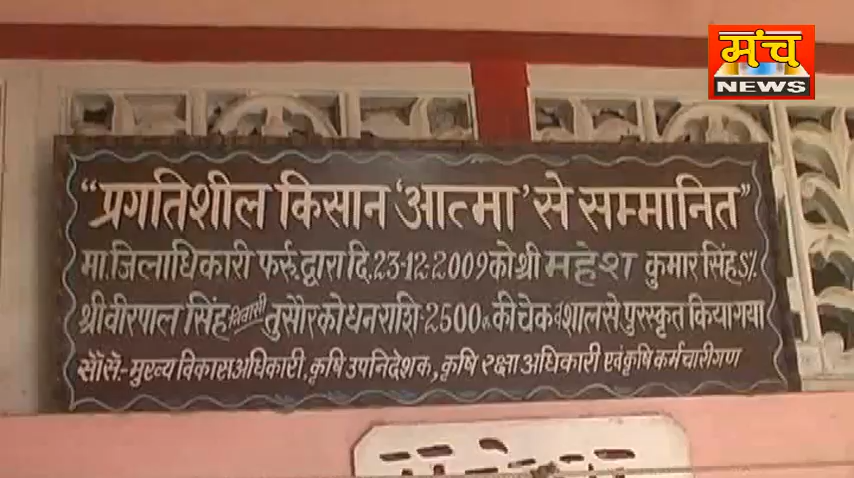 मंच
NEWS
“प्रगतिशील किसान ‘आत्मा’ से सम्मानित”
मा. जिलाधिकारी फर्रु. द्वारा दि. 23-12-2009 को श्री महेश कुमार सिंह S/.
श्री वीरपाल सिंह निवासी तुसौर को धनराशि-2500 रु. की चेक व शाल से पुरस्कृत किया गया
सौ सें.- मुख्य विकास अधिकारी, कृषि उपनिदेशक, कृषि रक्षा अधिकारी एवं कृषि कर्मचारीगण